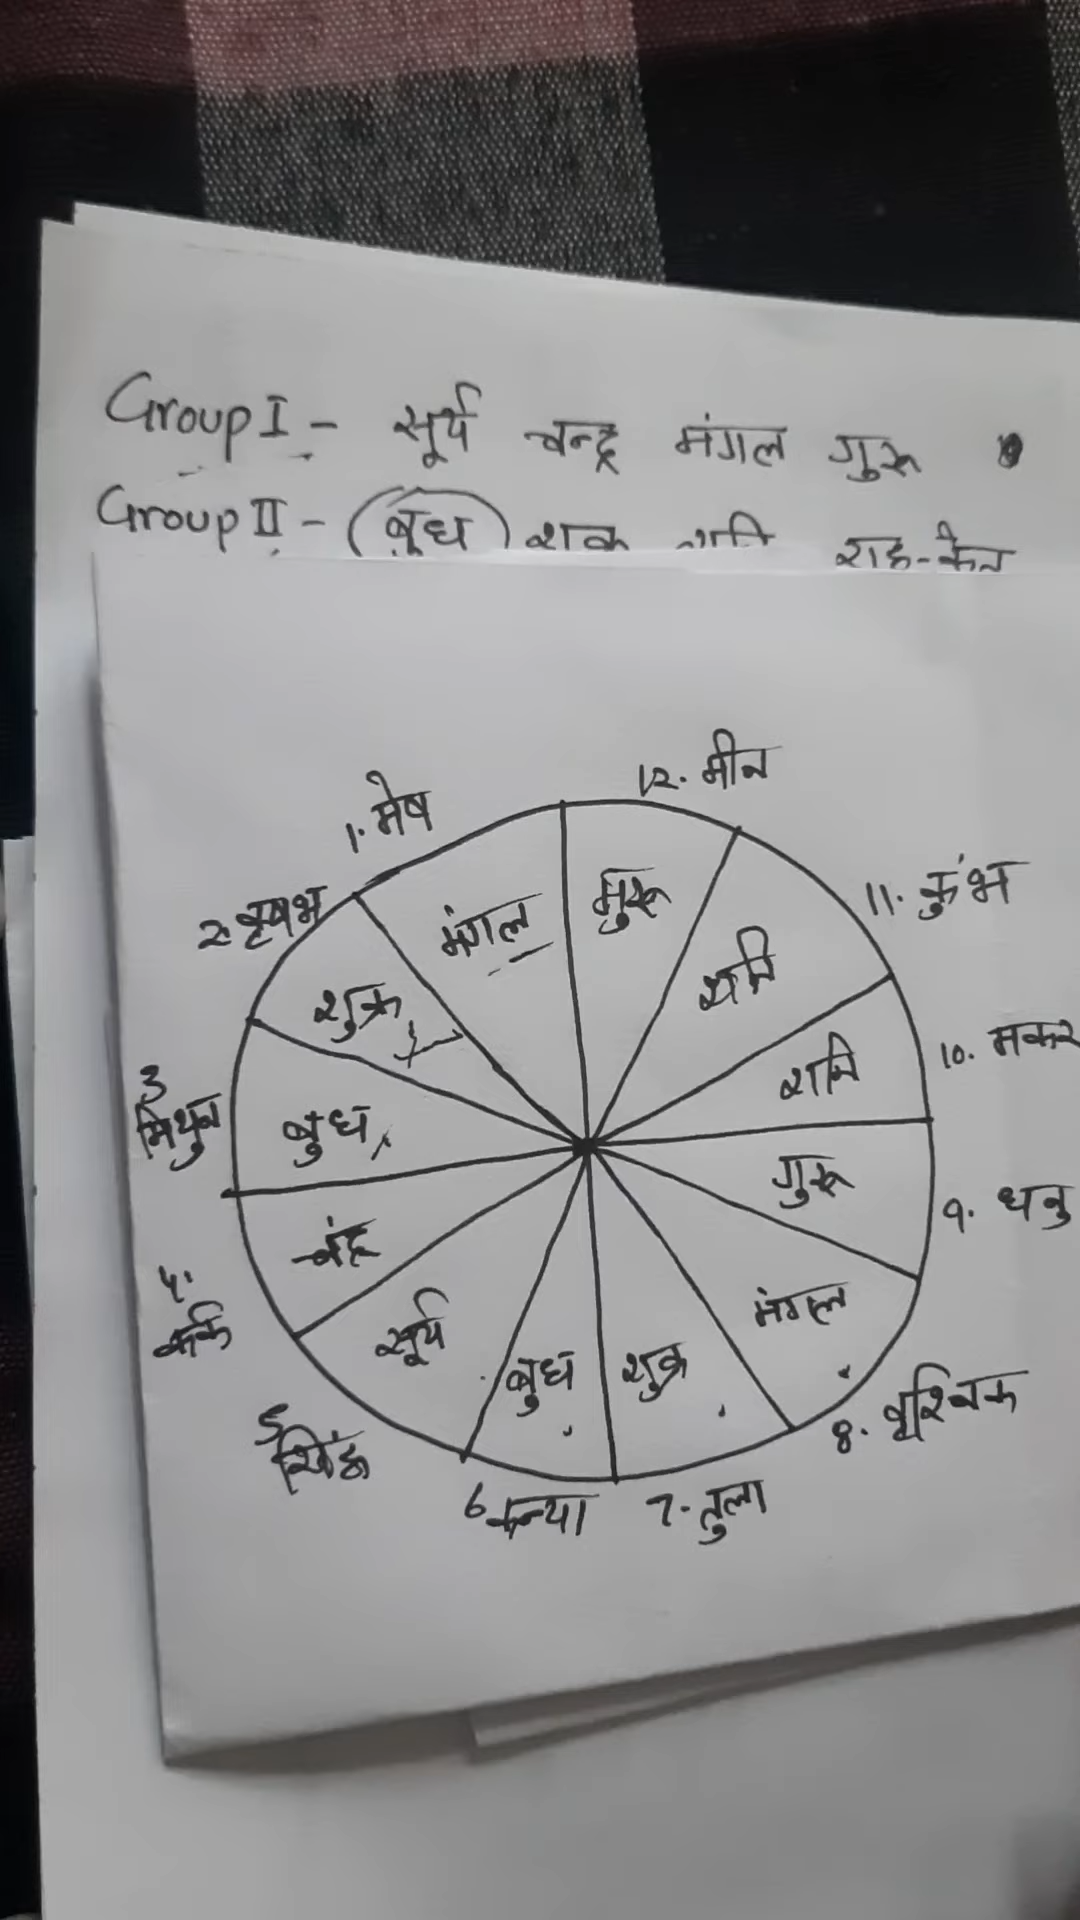 Group I - सूर्य चन्द्र मंगल गुरू
Group II - (बुध) शुक्र शनि राहु-केतु
12. मीन
1. मेष
11. कुंभ
2. वृषभ
गुरू
मंगल
शनि
शुक्र
10. मकर
3
मिथुन
शनि
बुध
गुरू
9. धनु
चंद्र
4.
कर्क
मंगल
सूर्य
बुध
शुक्र
8. वृश्चिक
5
सिंह
6 कन्या
7. तुला